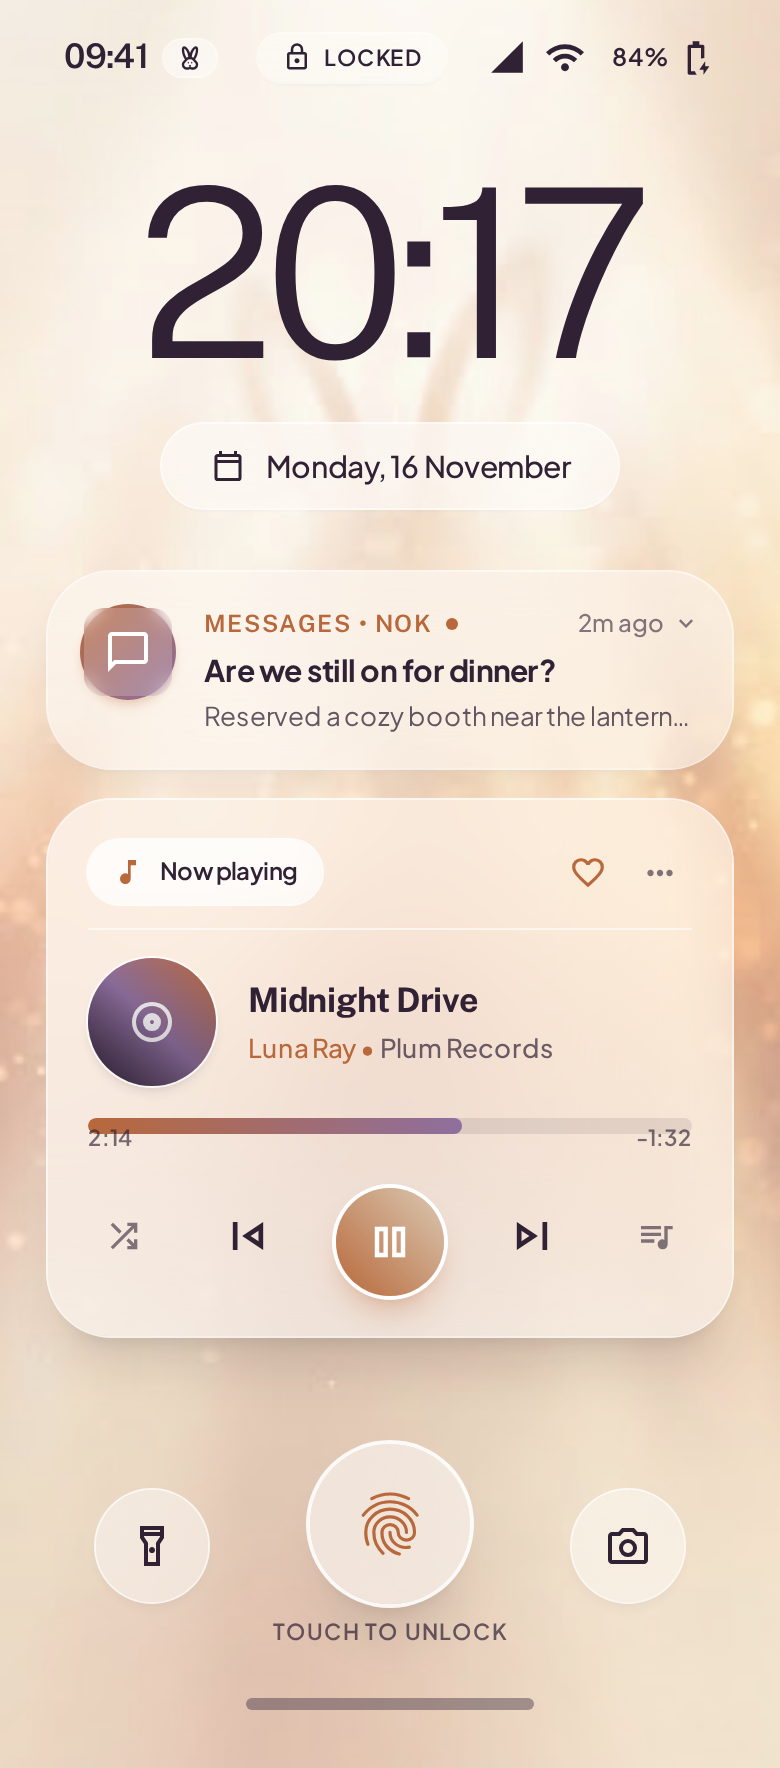 09:41 LOCKED 84%
20:17
Monday, 16 November
MESSAGES • NOK • 2m ago
Are we still on for dinner?
Reserved a cozy booth near the lantern...
Now playing
Midnight Drive
Luna Ray • Plum Records
2:14 -1:32
TOUCH TO UNLOCK